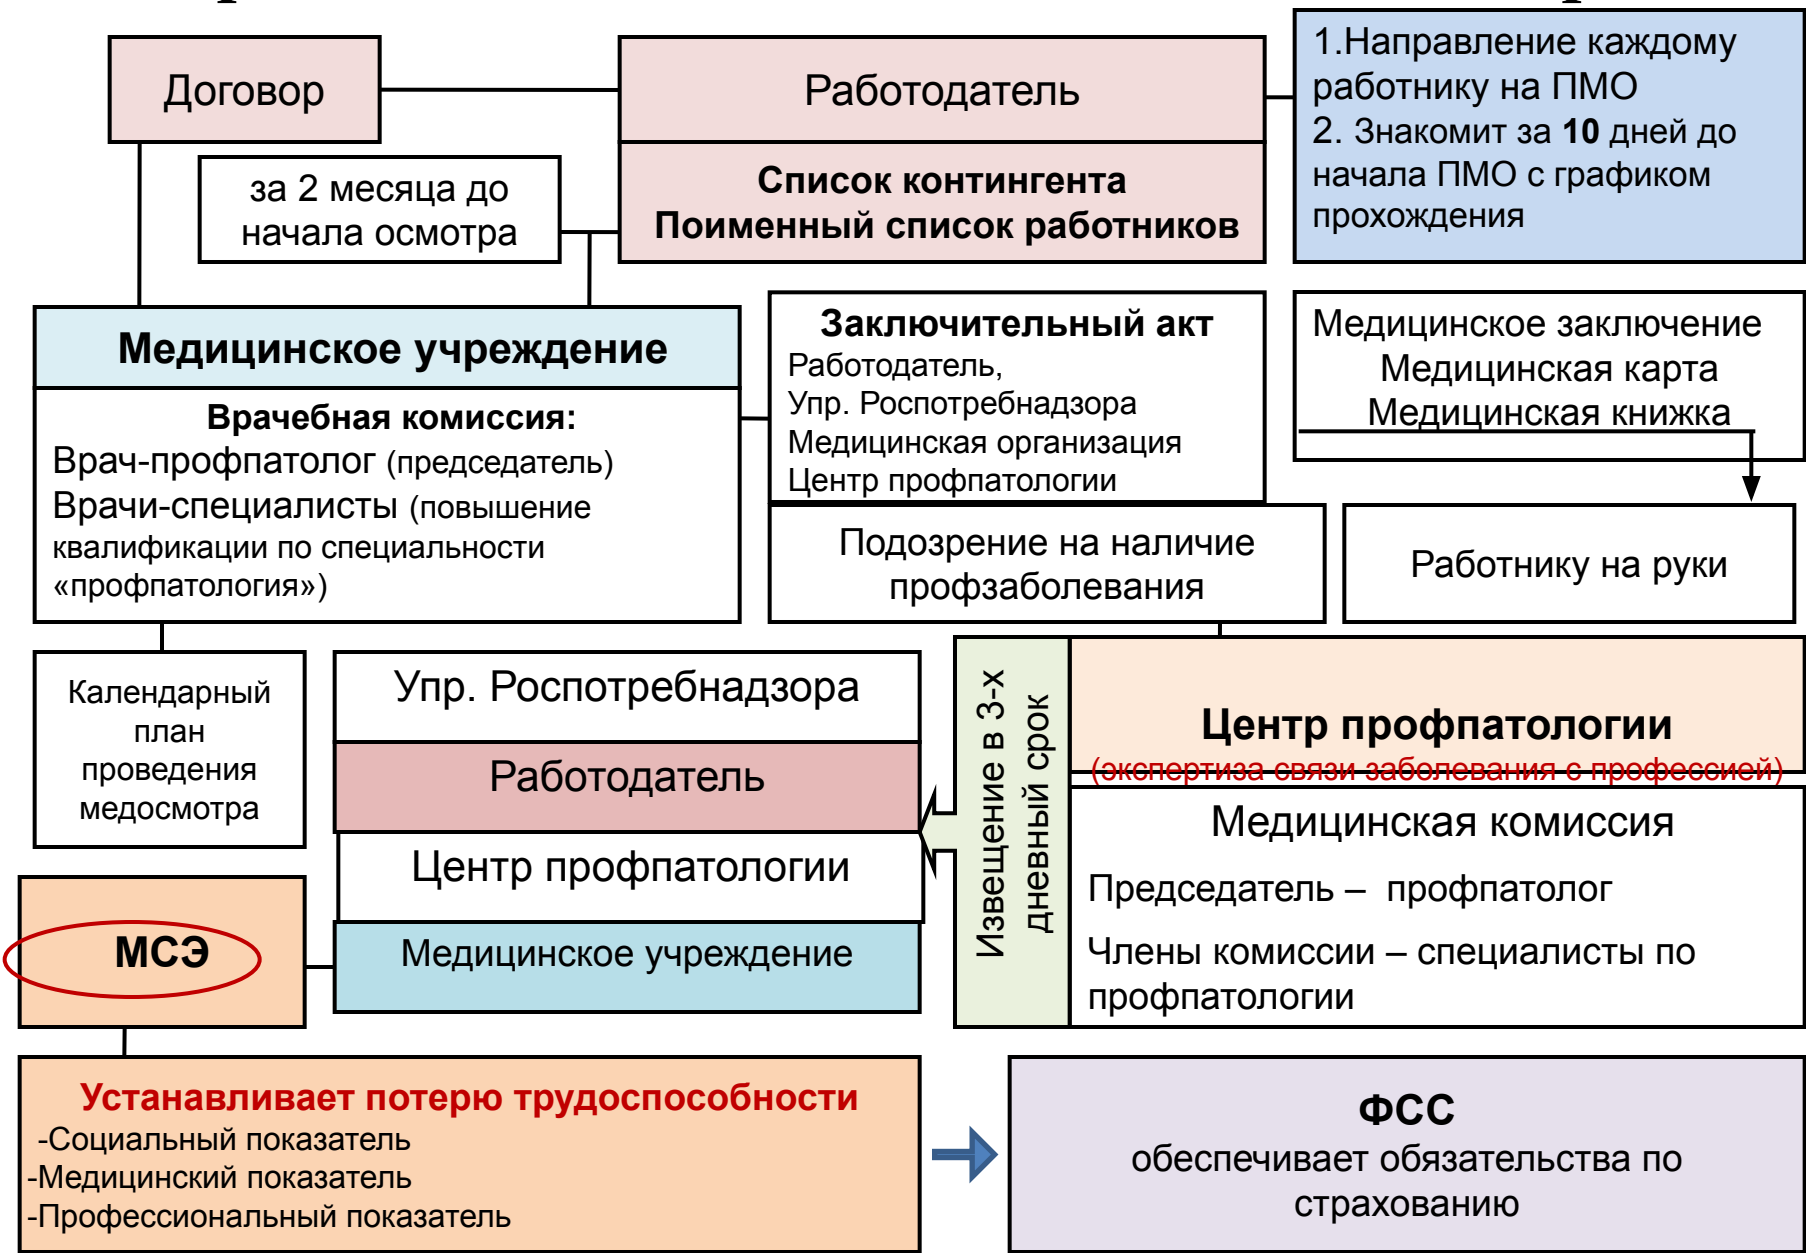 Договор
Работодатель
1.Направление каждому
работнику на ПМО
2. Знакомит за 10 дней до
начала ПМО с графиком
прохождения
за 2 месяца до
начала осмотра
Список контингента
Поименный список работников
Медицинское учреждение
Врачебная комиссия:
Врач-профпатолог (председатель)
Врачи-специалисты (повышение
квалификации по специальности
«профпатология»)
Заключительный акт
Работодатель,
Упр. Роспотребнадзора
Медицинская организация
Центр профпатологии
Медицинское заключение
Медицинская карта
Медицинская книжка
Подозрение на наличие
профзаболевания
Работнику на руки
Календарный
план
проведения
медосмотра
Упр. Роспотребнадзора
Работодатель
Центр профпатологии
Медицинское учреждение
Извещение в 3-х
дневный срок
Центр профпатологии
(экспертиза связи заболевания с профессией)
Медицинская комиссия
Председатель – профпатолог
Члены комиссии – специалисты по
профпатологии
МСЭ
Устанавливает потерю трудоспособности
-Социальный показатель
-Медицинский показатель
-Профессиональный показатель
ФСС
обеспечивает обязательства по
страхованию